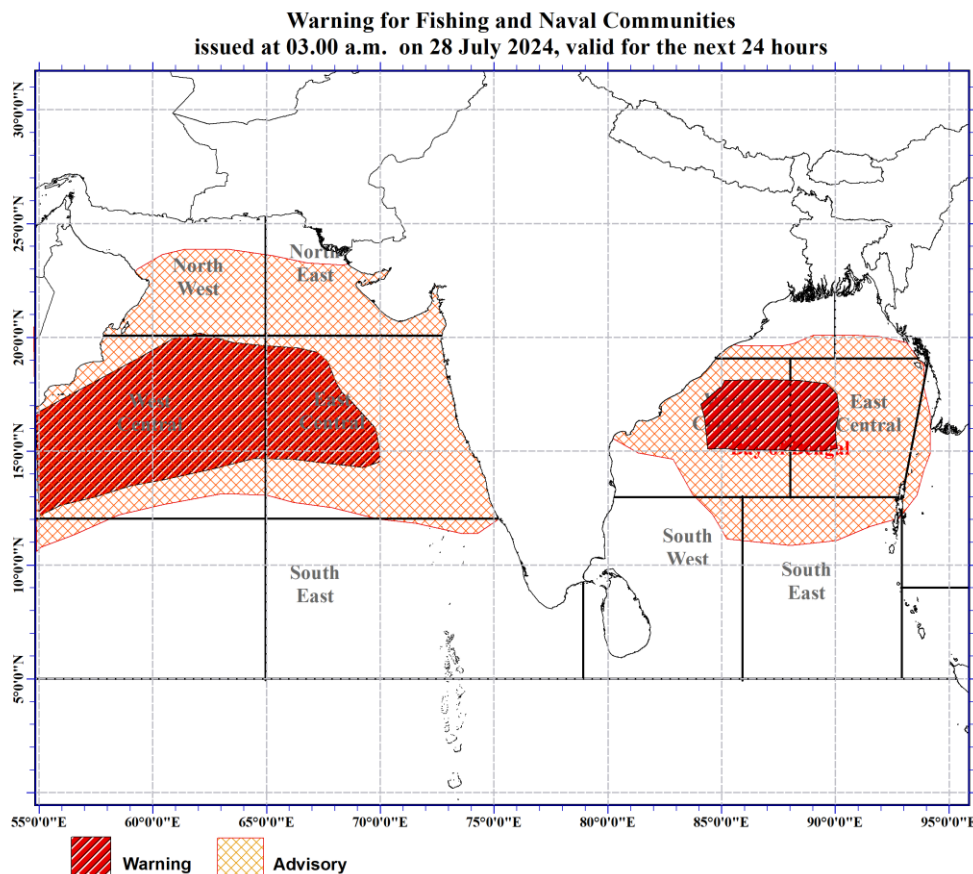 Warning for Fishing and Naval Communities
issued at 03.00 a.m. on 28 July 2024, valid for the next 24 hours
30°0'0"N
25°0'0"N
20°0'0"N
15°0'0"N
10°0'0"N
5°0'0"N
North
West
North
East
West
Central
East
Central
East
Central
Bay of Bengal
South
West
South
East
South
East
55°0'0"E 60°0'0"E 65°0'0"E 70°0'0"E 75°0'0"E 80°0'0"E 85°0'0"E 90°0'0"E 95°0'0"E
Warning Advisory